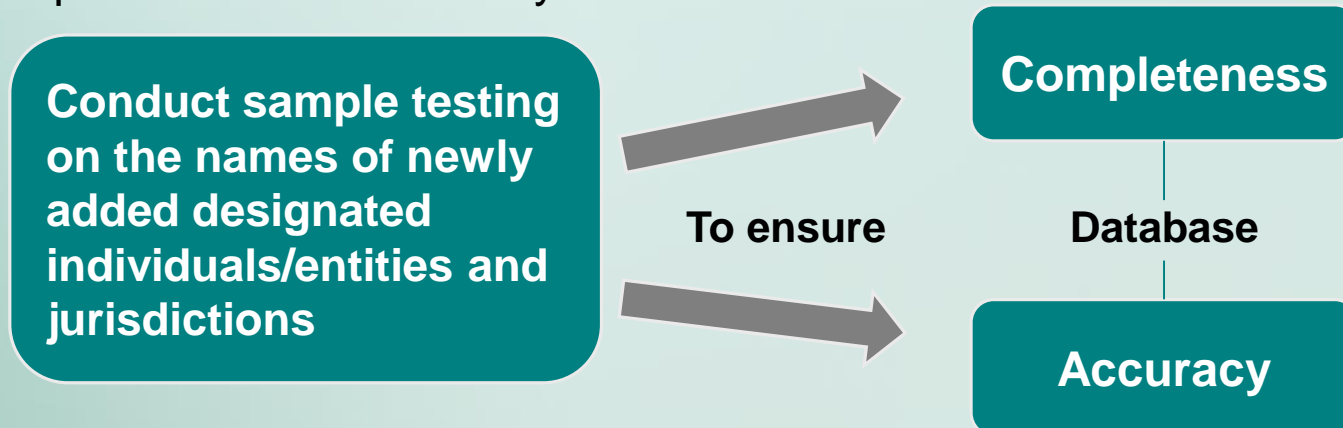 Conduct sample testing
on the names of newly
added designated
individuals/entities and
jurisdictions
To ensure
Completeness
Database
Accuracy